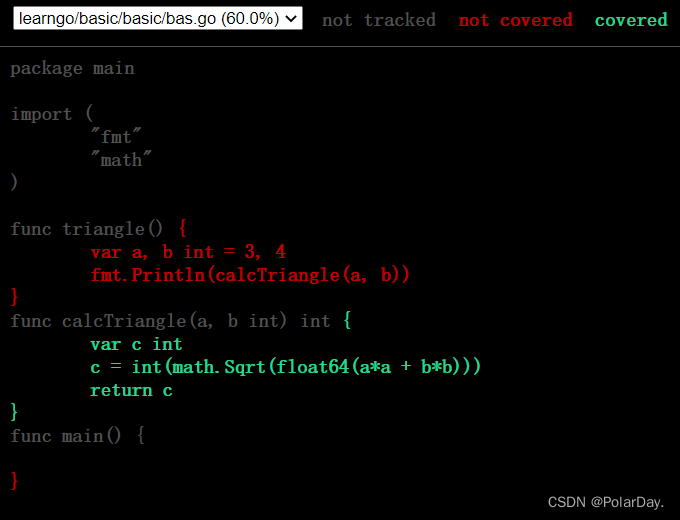 learngo/basic/basic/bas.go (60.0%) not tracked not covered covered
package main
import (
"fmt"
"math"
)
func triangle() {
var a, b int = 3, 4
fmt.Println(calcTriangle(a, b))
}
func calcTriangle(a, b int) int {
var c int
c = int(math.Sqrt(float64(a*a + b*b)))
return c
}
func main() {
}
CSDN @PolarDay.